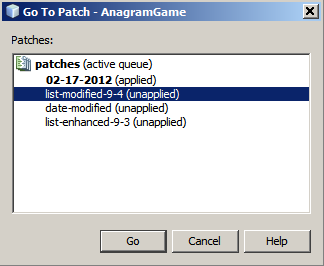 Go To Patch - AnagramGame
Patches:
patches (active queue)
02-17-2012 (applied)
list-modified-9-4 (unapplied)
date-modified (unapplied)
list-enhanced-9-3 (unapplied)
Go Cancel Help